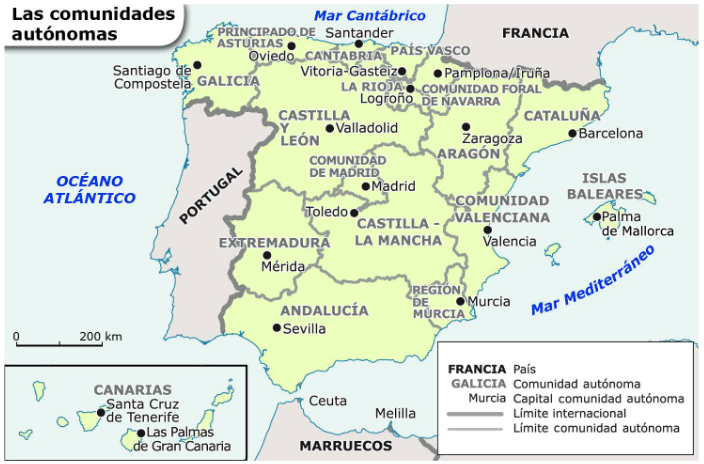 Las comunidades
autónomas
Mar Cantábrico
FRANCIA
PRINCIPADO DE
ASTURIAS
Oviedo
Santander
CANTABRIA
PAÍS VASCO
Vitoria-Gasteiz
Pamplona/Iruña
Santiago de
Compostela
GALICIA
LA RIOJA
Logroño
COMUNIDAD FORAL
DE NAVARRA
CASTILLA
Y
LEÓN
Valladolid
Zaragoza
ARAGÓN
CATALUÑA
Barcelona
OCÉANO
ATLÁNTICO
PORTUGAL
COMUNIDAD
DE MADRID
Madrid
Toledo
CASTILLA -
LA MANCHA
COMUNIDAD
VALENCIANA
Valencia
ISLAS
BALEARES
Palma
de Mallorca
EXTREMADURA
Mérida
Mar Mediterráneo
REGIÓN
DE
MURCIA
Murcia
ANDALUCÍA
Sevilla
0 200 km
CANARIAS
Santa Cruz
de Tenerife
Las Palmas
de Gran Canaria
Ceuta
Melilla
MARRUECOS
FRANCIA País
GALICIA Comunidad autónoma
Murcia Capital comunidad autónoma
Límite internacional
Límite comunidad autónoma